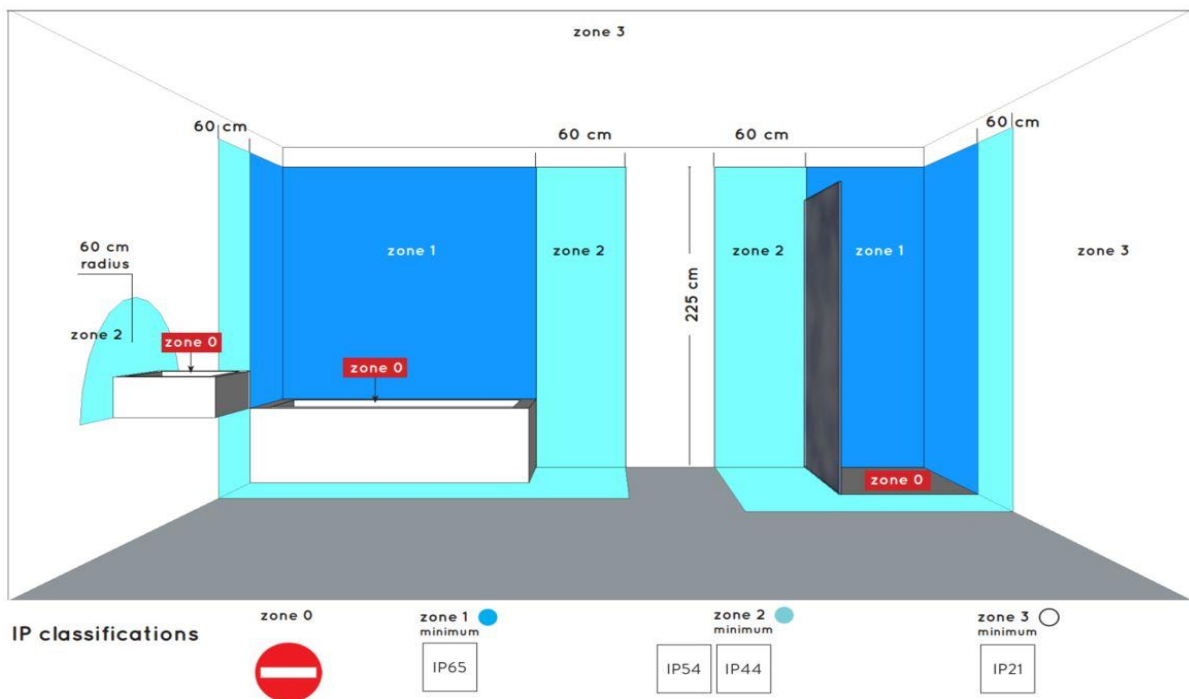 zone 3
60 cm
60 cm
60 cm
60 cm
60 cm
radius
zone 1
zone 2
zone 2
zone 1
zone 3
225 cm
zone 2
zone 0
zone 0
zone 0
IP classifications
zone 0
zone 1
minimum
IP65
zone 2
minimum
IP54
IP44
zone 3
minimum
IP21